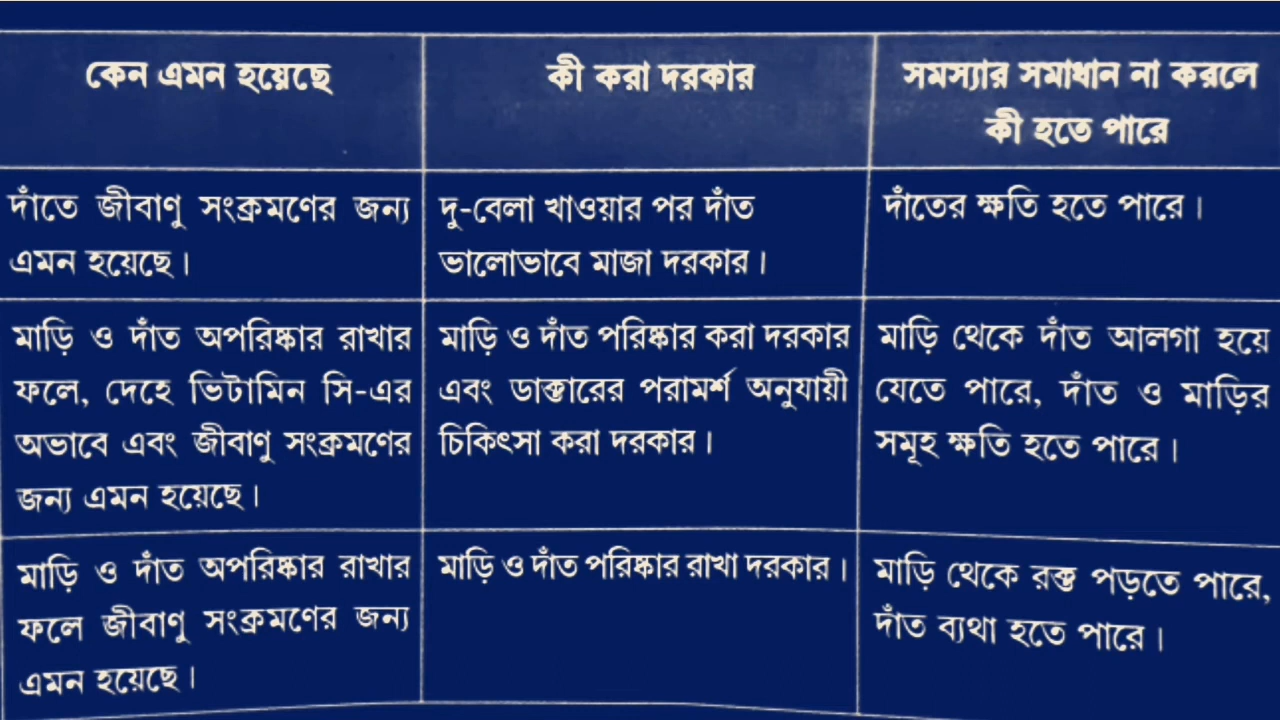 কেন এমন হয়েছে
কী করা দরকার
সমস্যার সমাধান না করলে
কী হতে পারে
দাঁতে জীবাণু সংক্রমণের জন্য
এমন হয়েছে।
দু-বেলা খাওয়ার পর দাঁত
ভালোভাবে মাজা দরকার।
দাঁতের ক্ষতি হতে পারে।
মাড়ি ও দাঁত অপরিষ্কার রাখার
ফলে, দেহে ভিটামিন সি-এর
অভাবে এবং জীবাণু সংক্রমণের
জন্য এমন হয়েছে।
মাড়ি ও দাঁত পরিষ্কার করা দরকার
এবং ডাক্তারের পরামর্শ অনুযায়ী
চিকিৎসা করা দরকার।
মাড়ি থেকে দাঁত আলগা হয়ে
যেতে পারে, দাঁত ও মাড়ির
সমূহ ক্ষতি হতে পারে।
মাড়ি ও দাঁত অপরিষ্কার রাখার
ফলে জীবাণু সংক্রমণের জন্য
এমন হয়েছে।
মাড়ি ও দাঁত পরিষ্কার রাখা দরকার।
মাড়ি থেকে রক্ত পড়তে পারে,
দাঁত ব্যথা হতে পারে।